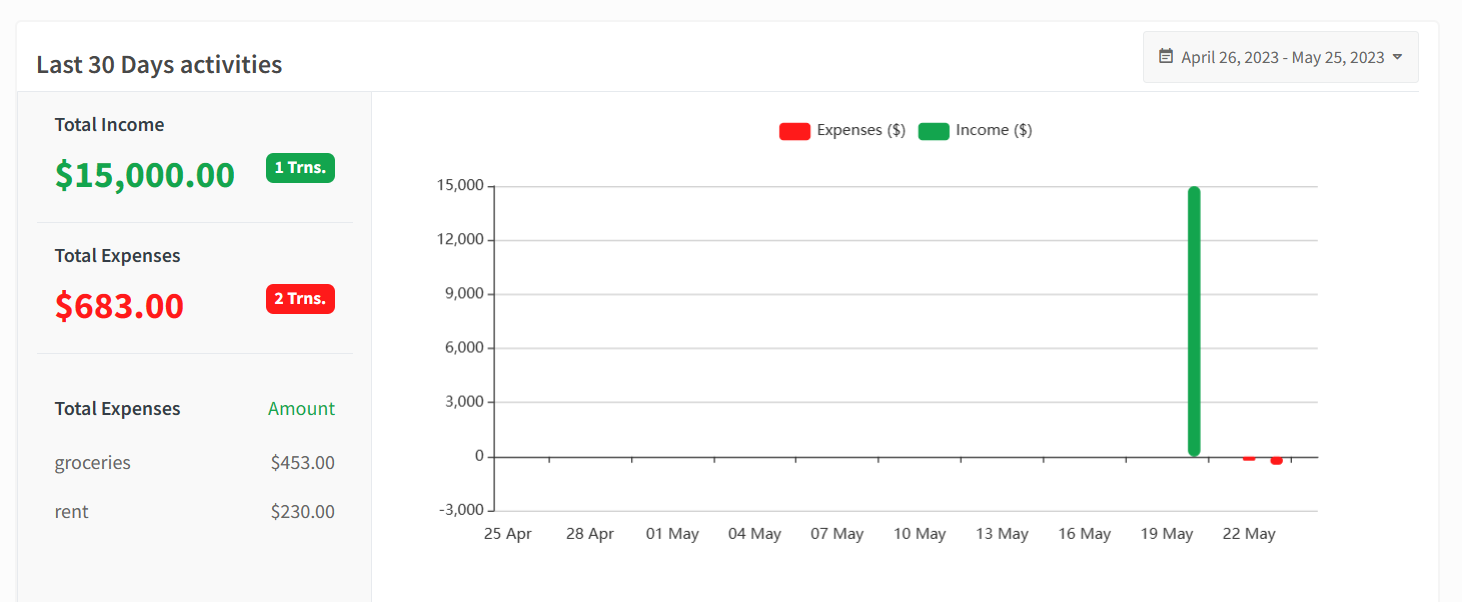 Last 30 Days activities
April 26, 2023 - May 25, 2023
Total Income
$15,000.00
1 Trns.
Total Expenses
$683.00
2 Trns.
Total Expenses Amount
groceries $453.00
rent $230.00
Expenses ($) Income ($)
15,000
12,000
9,000
6,000
3,000
0
-3,000
25 Apr 28 Apr 01 May 04 May 07 May 10 May 13 May 16 May 19 May 22 May